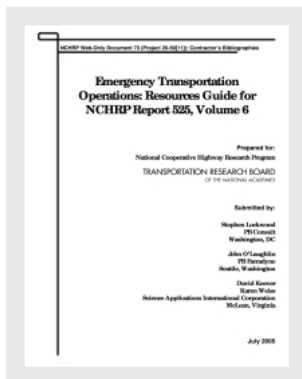 NCHRP Web-Only Document 73 (Project 20-59[11]): Contractor's Bibliographies
Emergency Transportation
Operations: Resources Guide for
NCHRP Report 525, Volume 6
Prepared for:
National Cooperative Highway Research Program
TRANSPORTATION RESEARCH BOARD
OF THE NATIONAL ACADEMIES
Submitted by:
Stephen Lockwood
PB Consult
Washington, DC
John O'Laughlin
PB Farradyne
Seattle, Washington
David Keever
Karen Weiss
Science Applications International Corporation
McLean, Virginia
July 2005